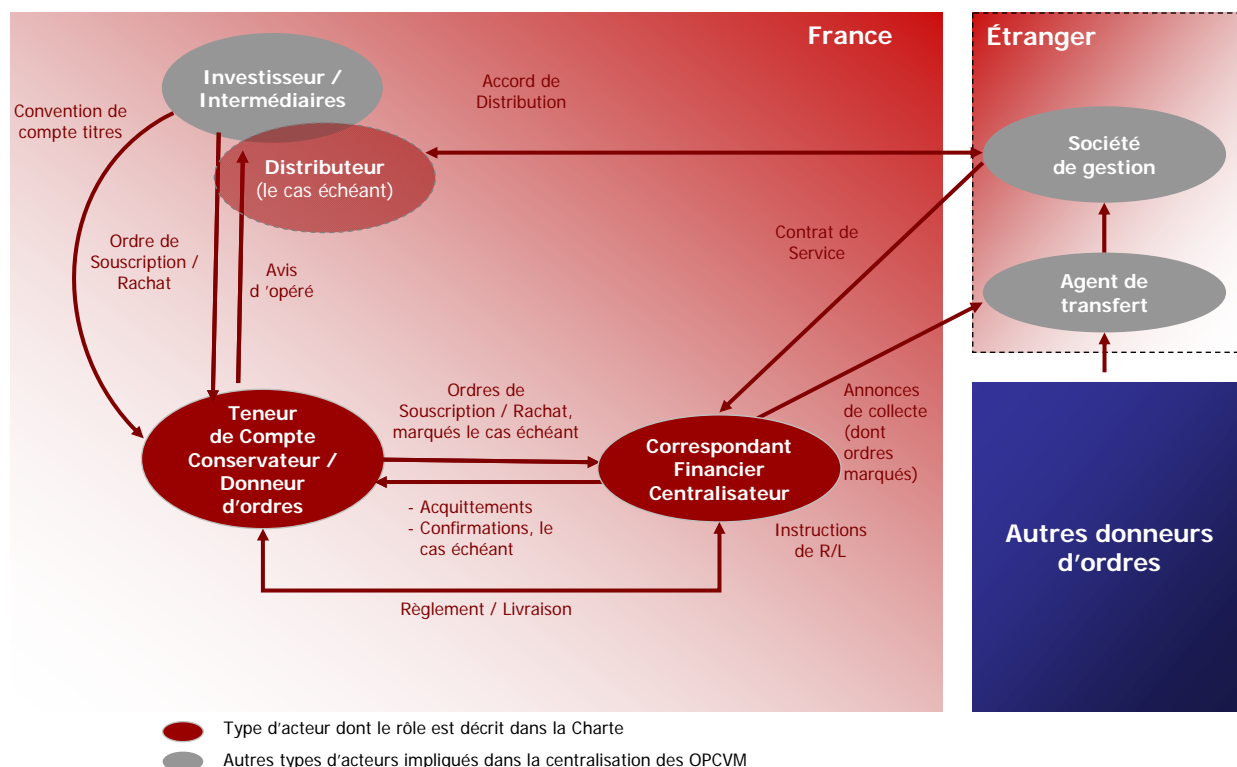 France
Étranger
Investisseur /
Intermédiaires
Accord de
Distribution
Convention de
compte titres
Société
de gestion
Distributeur
(le cas échéant)
Contrat de
Service
Ordre de
Souscription /
Rachat
Avis
d 'opéré
Agent de
transfert
Ordres de
Souscription / Rachat,
marqués le cas échéant
Annonces
de collecte
(dont
ordres
marqués)
Teneur
de Compte
Conservateur /
Donneur
d'ordres
Correspondant
Financier
Centralisateur
- Acquittements
- Confirmations, le
cas échéant
Instructions
de R/L
Autres donneurs
d'ordres
Règlement / Livraison
Type d'acteur dont le rôle est décrit dans la Charte
Autres types d'acteurs impliqués dans la centralisation des OPCVM